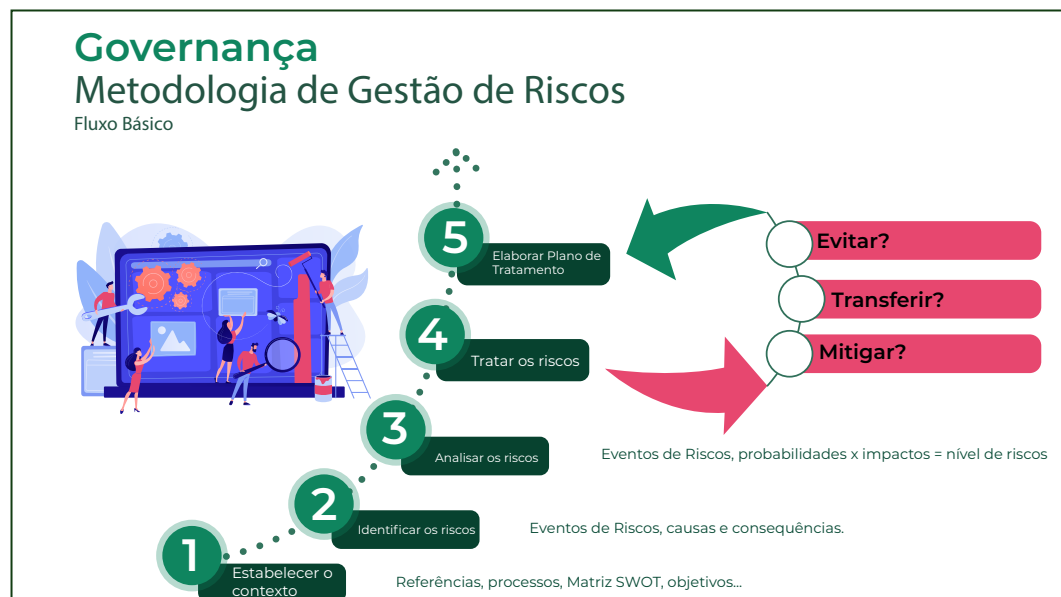 Governança
Metodologia de Gestão de Riscos
Fluxo Básico
5
Elaborar Plano de
Tratamento
Evitar?
Transferir?
Mitigar?
4
Tratar os riscos
3
Analisar os riscos
Eventos de Riscos, probabilidades x impactos = nível de riscos
2
Identificar os riscos
Eventos de Riscos, causas e consequências.
1
Estabelecer o
contexto
Referências, processos, Matriz SWOT, objetivos...